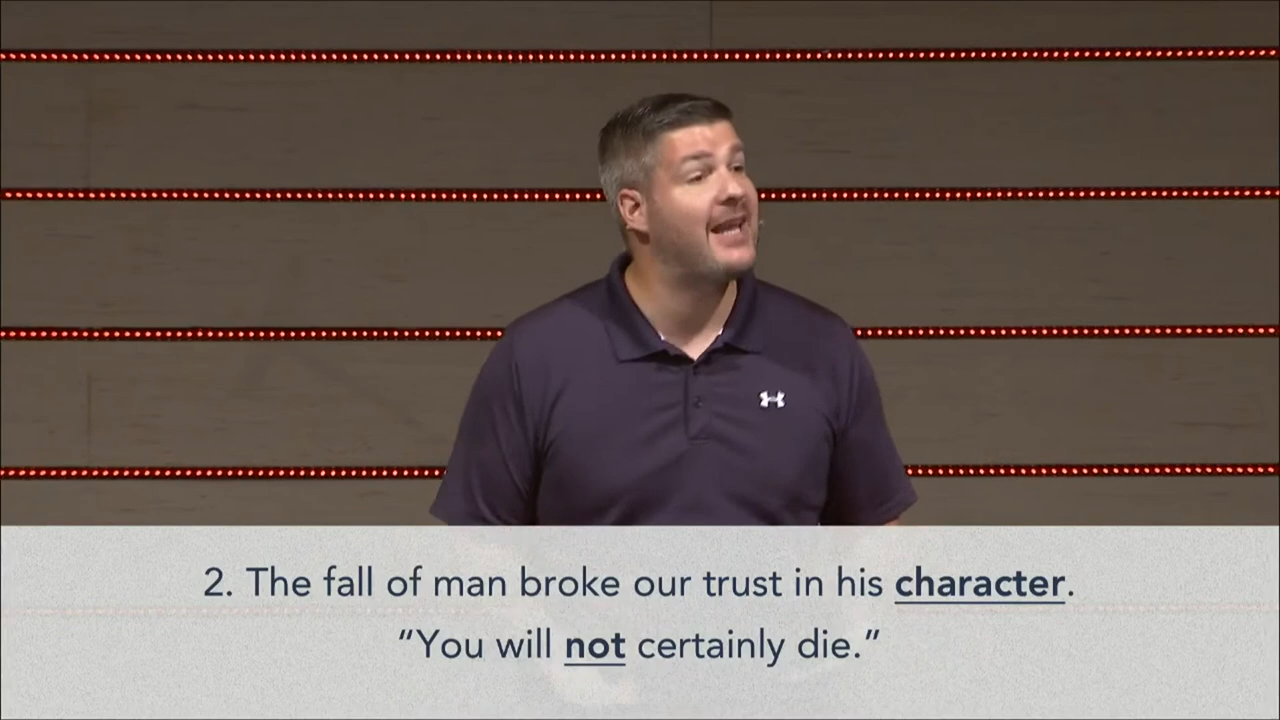 2. The fall of man broke our trust in his character.
“You will not certainly die.”